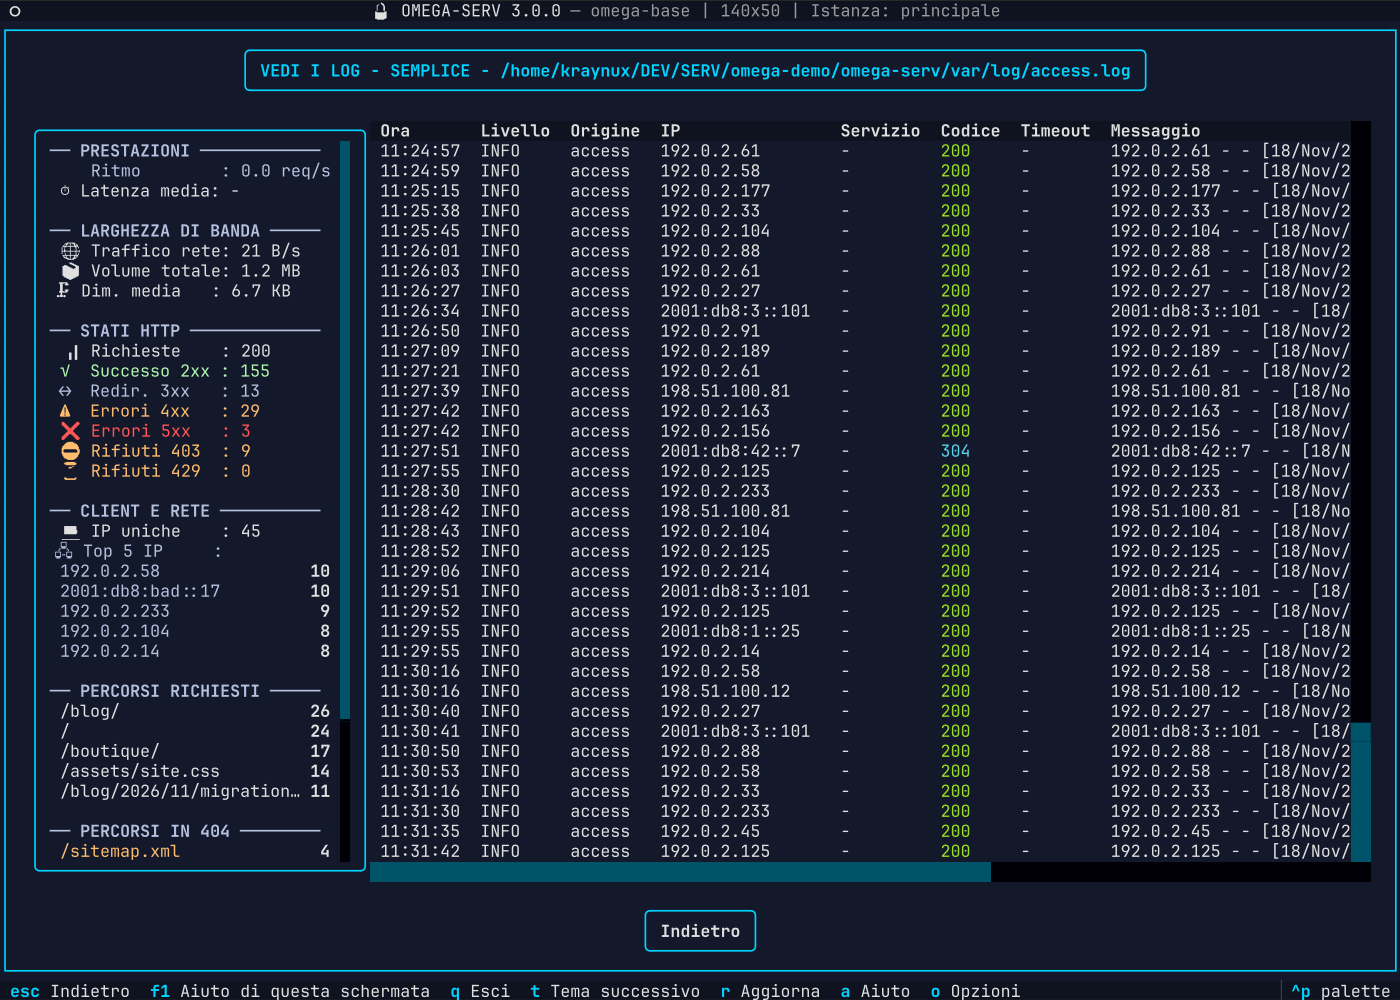 OMEGA-SERV 3.0.0 — omega-base | 140x50 | Istanza: principale
VEDI I LOG - SEMPLICE - /home/kraynux/DEV/SERV/omega-demo/omega-serv/var/log/access.log
PRESTAZIONI
Ritmo : 0.0 req/s
Latenza media: -
LARGHEZZA DI BANDA
Traffico rete: 21 B/s
Volume totale: 1.2 MB
Dim. media : 6.7 KB
STATI HTTP
Richieste : 200
√ Successo 2xx : 155
↔ Redir. 3xx : 13
Errori 4xx : 29
Errori 5xx : 3
Rifiuti 403 : 9
Rifiuti 429 : 0
CLIENT E RETE
IP uniche : 45
Top 5 IP :
192.0.2.58 10
2001:db8:bad::17 10
192.0.2.233 9
192.0.2.104 8
192.0.2.14 8
PERCORSI RICHIESTI
/blog/ 26
/ 24
/boutique/ 17
/assets/site.css 14
/blog/2026/11/migration… 11
PERCORSI IN 404
/sitemap.xml 4
Ora Livello Origine IP Servizio Codice Timeout Messaggio
11:24:57 INFO access 192.0.2.61 - 200 - 192.0.2.61 - - [18/Nov/2
11:24:59 INFO access 192.0.2.58 - 200 - 192.0.2.58 - - [18/Nov/2
11:25:15 INFO access 192.0.2.177 - 200 - 192.0.2.177 - - [18/Nov/
11:25:38 INFO access 192.0.2.33 - 200 - 192.0.2.33 - - [18/Nov/2
11:25:45 INFO access 192.0.2.104 - 200 - 192.0.2.104 - - [18/Nov/
11:26:01 INFO access 192.0.2.88 - 200 - 192.0.2.88 - - [18/Nov/2
11:26:03 INFO access 192.0.2.61 - 200 - 192.0.2.61 - - [18/Nov/2
11:26:27 INFO access 192.0.2.27 - 200 - 192.0.2.27 - - [18/Nov/2
11:26:34 INFO access 2001:db8:3::101 - 200 - 2001:db8:3::101 - - [18/
11:26:50 INFO access 192.0.2.91 - 200 - 192.0.2.91 - - [18/Nov/2
11:27:09 INFO access 192.0.2.189 - 200 - 192.0.2.189 - - [18/Nov/
11:27:21 INFO access 192.0.2.61 - 200 - 192.0.2.61 - - [18/Nov/2
11:27:39 INFO access 198.51.100.81 - 200 - 198.51.100.81 - - [18/No
11:27:42 INFO access 192.0.2.163 - 200 - 192.0.2.163 - - [18/Nov/
11:27:42 INFO access 192.0.2.156 - 200 - 192.0.2.156 - - [18/Nov/
11:27:51 INFO access 2001:db8:42::7 - 304 - 2001:db8:42::7 - - [18/N
11:27:55 INFO access 192.0.2.125 - 200 - 192.0.2.125 - - [18/Nov/
11:28:30 INFO access 192.0.2.233 - 200 - 192.0.2.233 - - [18/Nov/
11:28:42 INFO access 198.51.100.81 - 200 - 198.51.100.81 - - [18/No
11:28:43 INFO access 192.0.2.104 - 200 - 192.0.2.104 - - [18/Nov/
11:28:52 INFO access 192.0.2.125 - 200 - 192.0.2.125 - - [18/Nov/
11:29:06 INFO access 192.0.2.214 - 200 - 192.0.2.214 - - [18/Nov/
11:29:51 INFO access 2001:db8:3::101 - 200 - 2001:db8:3::101 - - [18/
11:29:52 INFO access 192.0.2.125 - 200 - 192.0.2.125 - - [18/Nov/
11:29:55 INFO access 2001:db8:1::25 - 200 - 2001:db8:1::25 - - [18/N
11:29:55 INFO access 192.0.2.14 - 200 - 192.0.2.14 - - [18/Nov/2
11:30:16 INFO access 192.0.2.58 - 200 - 192.0.2.58 - - [18/Nov/2
11:30:16 INFO access 198.51.100.12 - 200 - 198.51.100.12 - - [18/No
11:30:40 INFO access 192.0.2.27 - 200 - 192.0.2.27 - - [18/Nov/2
11:30:41 INFO access 2001:db8:3::101 - 200 - 2001:db8:3::101 - - [18/
11:30:50 INFO access 192.0.2.88 - 200 - 192.0.2.88 - - [18/Nov/2
11:30:53 INFO access 192.0.2.58 - 200 - 192.0.2.58 - - [18/Nov/2
11:31:16 INFO access 192.0.2.33 - 200 - 192.0.2.33 - - [18/Nov/2
11:31:30 INFO access 192.0.2.233 - 200 - 192.0.2.233 - - [18/Nov/
11:31:35 INFO access 192.0.2.45 - 200 - 192.0.2.45 - - [18/Nov/2
11:31:42 INFO access 192.0.2.125 - 200 - 192.0.2.125 - - [18/Nov/
Indietro
esc Indietro f1 Aiuto di questa schermata q Esci t Tema successivo r Aggiorna a Aiuto o Opzioni ^p palette